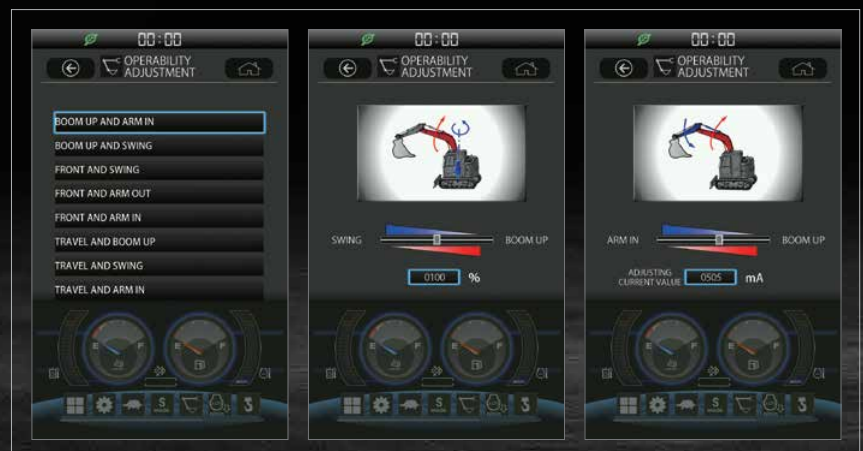 00:00
OPERABILITY
ADJUSTMENT
BOOM UP AND ARM IN
BOOM UP AND SWING
FRONT AND SWING
FRONT AND ARM OUT
FRONT AND ARM IN
TRAVEL AND BOOM UP
TRAVEL AND SWING
TRAVEL AND ARM IN
E F E F
S
00:00
OPERABILITY
ADJUSTMENT
SWING BOOM UP
0100 %
E F E F
S
00:00
OPERABILITY
ADJUSTMENT
ARM IN BOOM UP
ADJUSTING
CURRENT VALUE 0505 mA
E F E F
S